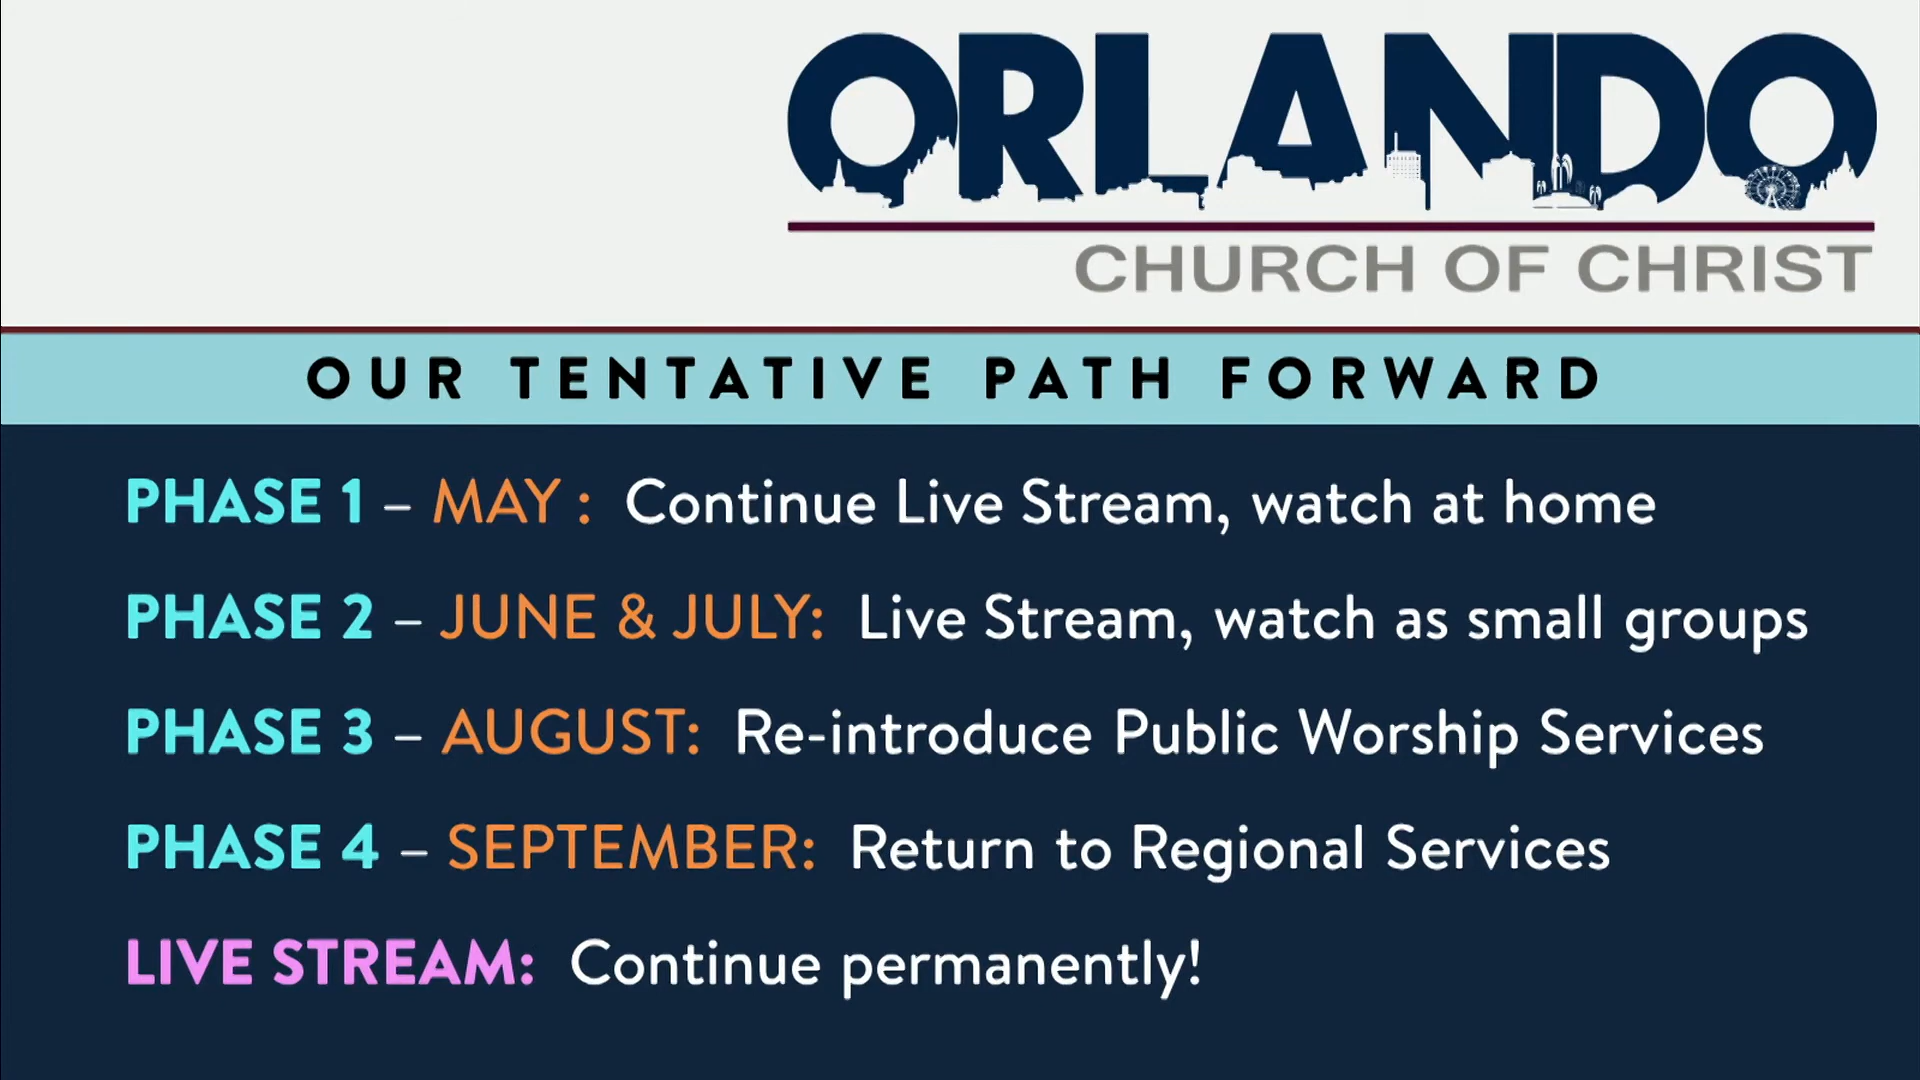 ORLANDO
CHURCH OF CHRIST
OUR TENTATIVE PATH FORWARD
PHASE 1 – MAY : Continue Live Stream, watch at home
PHASE 2 – JUNE & JULY: Live Stream, watch as small groups
PHASE 3 – AUGUST: Re-introduce Public Worship Services
PHASE 4 – SEPTEMBER: Return to Regional Services
LIVE STREAM: Continue permanently!